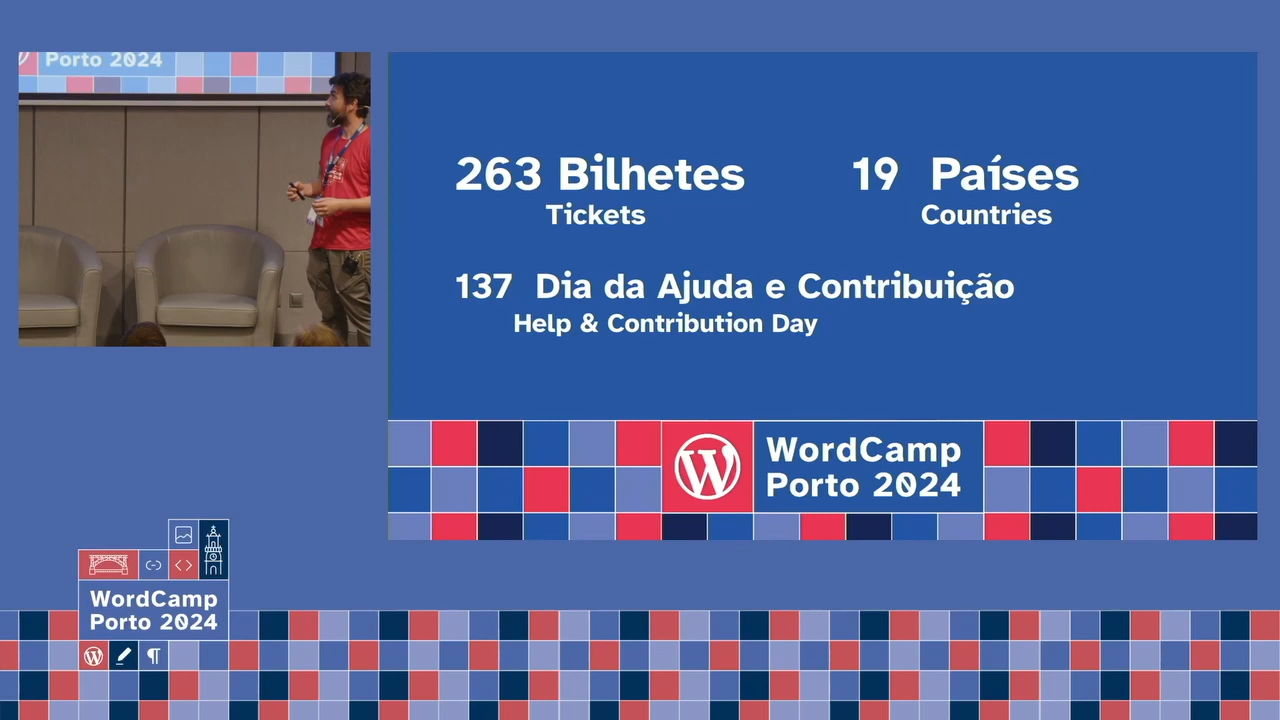 Porto 2024
263 Bilhetes
Tickets
19 Países
Countries
137 Dia da Ajuda e Contribuição
Help & Contribution Day
WordCamp
Porto 2024
WordCamp
Porto 2024